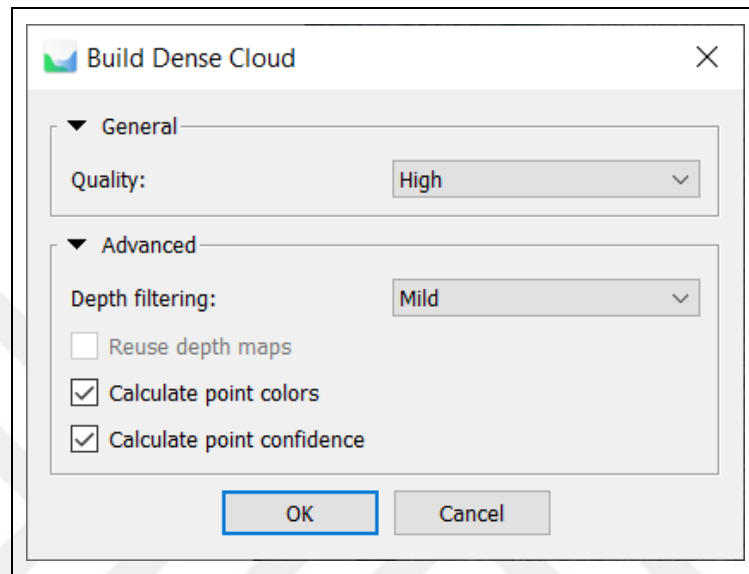 Build Dense Cloud
General
Quality: High
Advanced
Depth filtering: Mild
Reuse depth maps
Calculate point colors
Calculate point confidence
OK Cancel